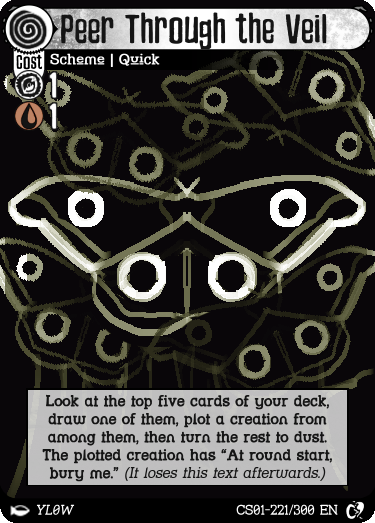 Peer Through the Veil
Cost
Scheme | Quick
1
1
Look at the top five cards of your deck,
draw one of them, plot a creation from
among them, then turn the rest to dust.
The plotted creation has “At round start,
bury me.” (It loses this text afterwards.)
YL0W
CS01-221/300 EN